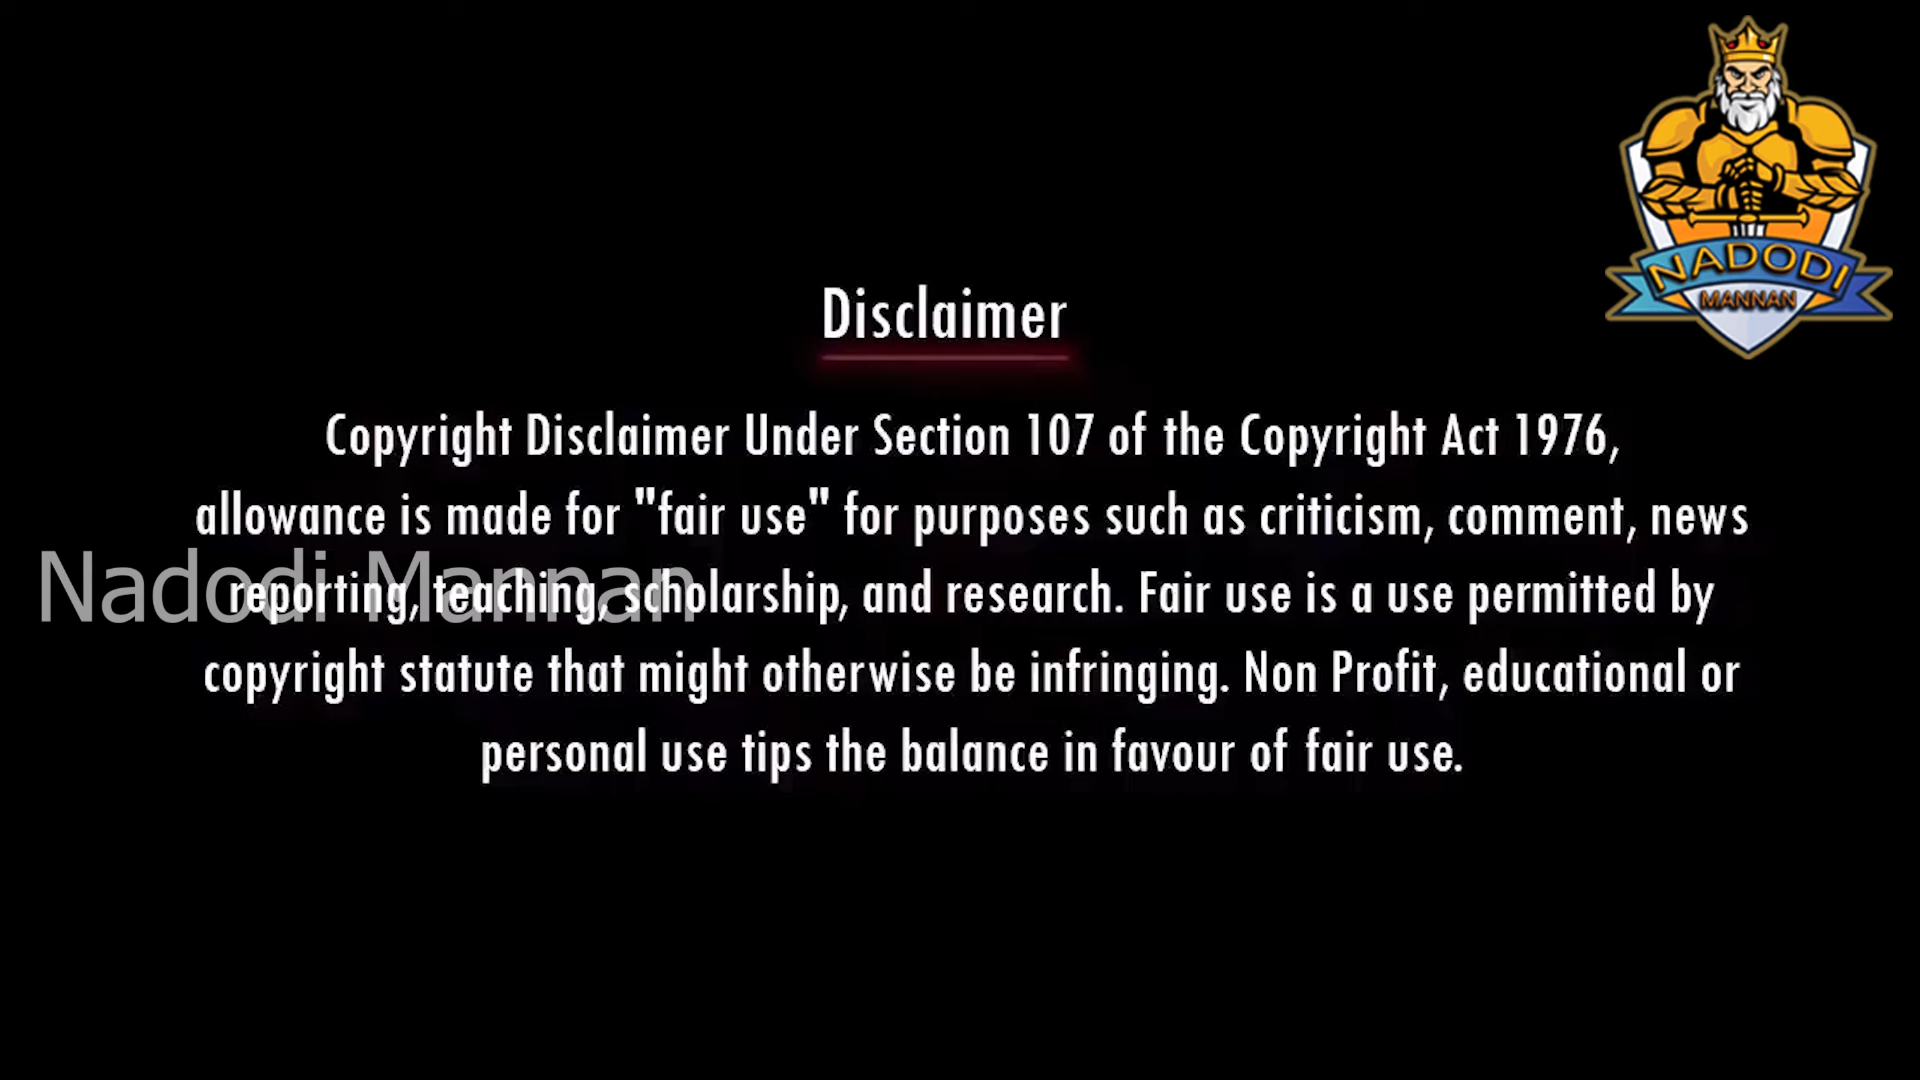 NADODI
MANNAN
Disclaimer
Copyright Disclaimer Under Section 107 of the Copyright Act 1976,
allowance is made for "fair use" for purposes such as criticism, comment, news
reporting, teaching, scholarship, and research. Fair use is a use permitted by
copyright statute that might otherwise be infringing. Non Profit, educational or
personal use tips the balance in favour of fair use.
Nadodi Mannan